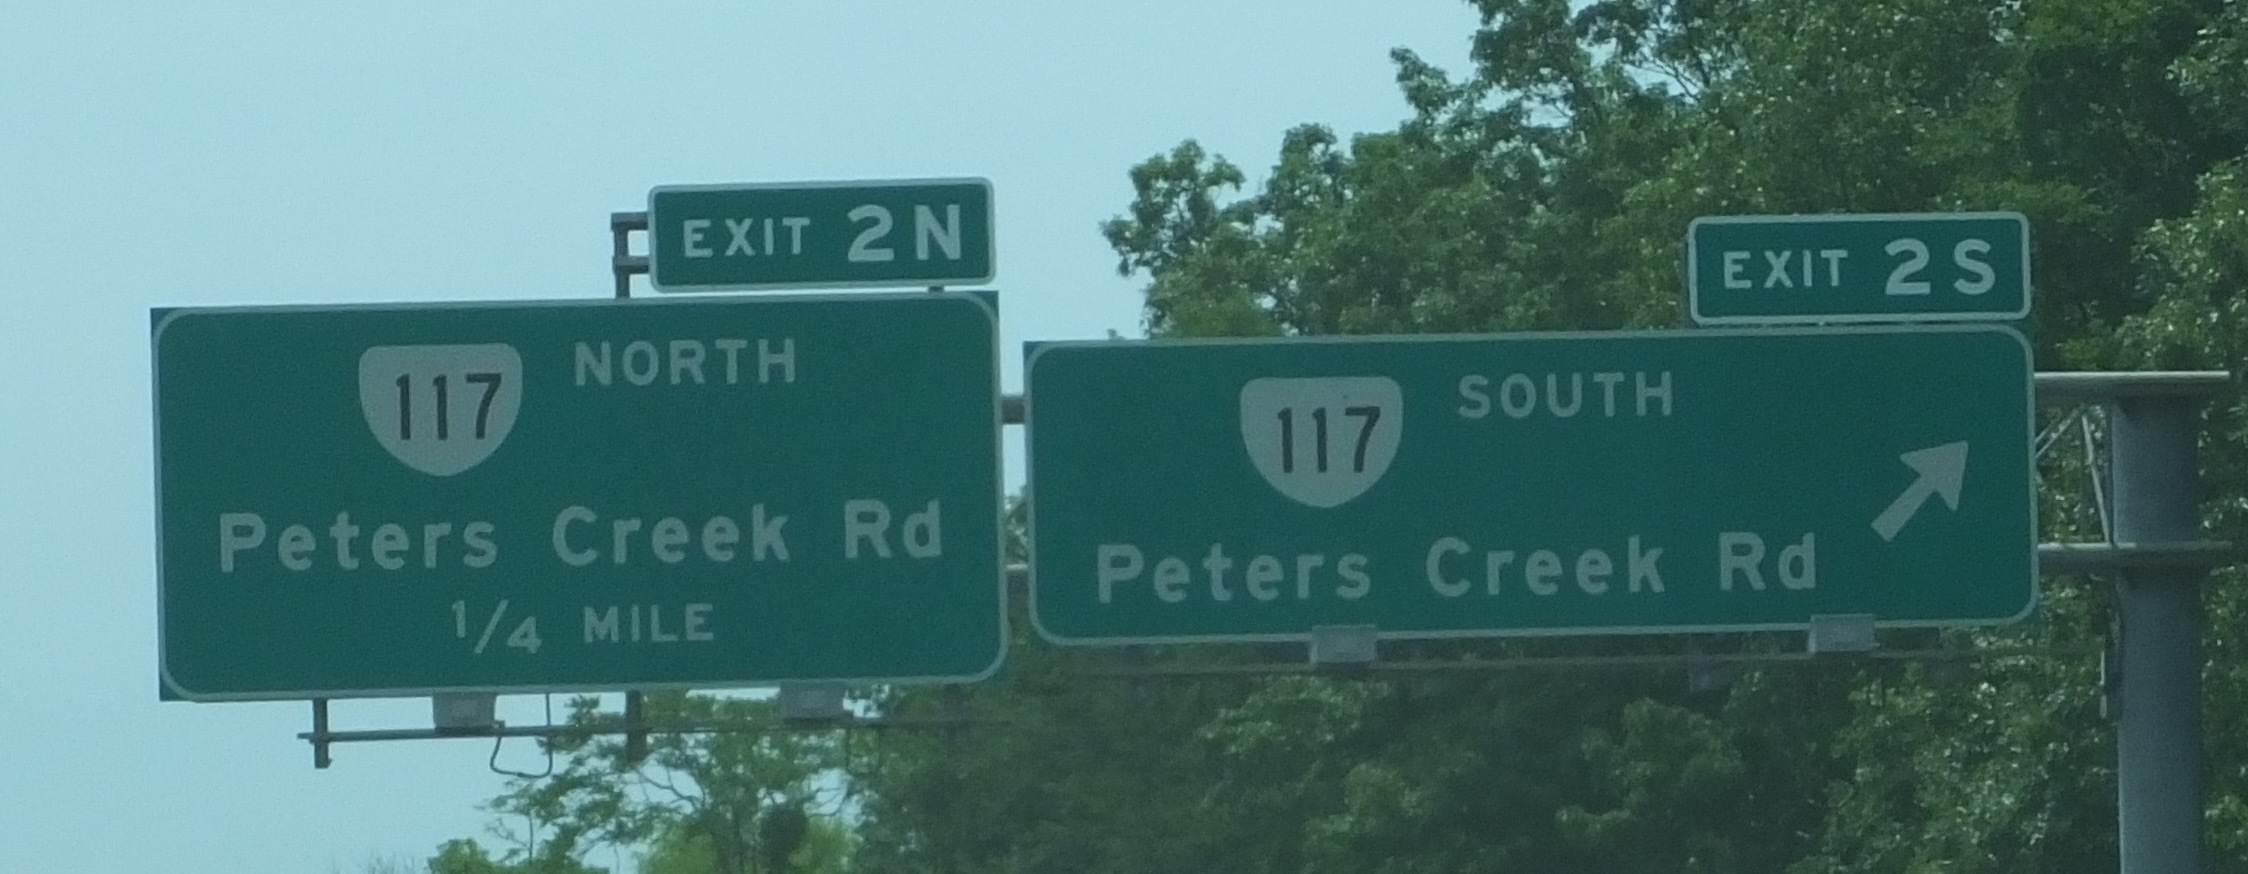 EXIT 2N
117 NORTH
Peters Creek Rd
1/4 MILE
EXIT 2S
117 SOUTH
Peters Creek Rd